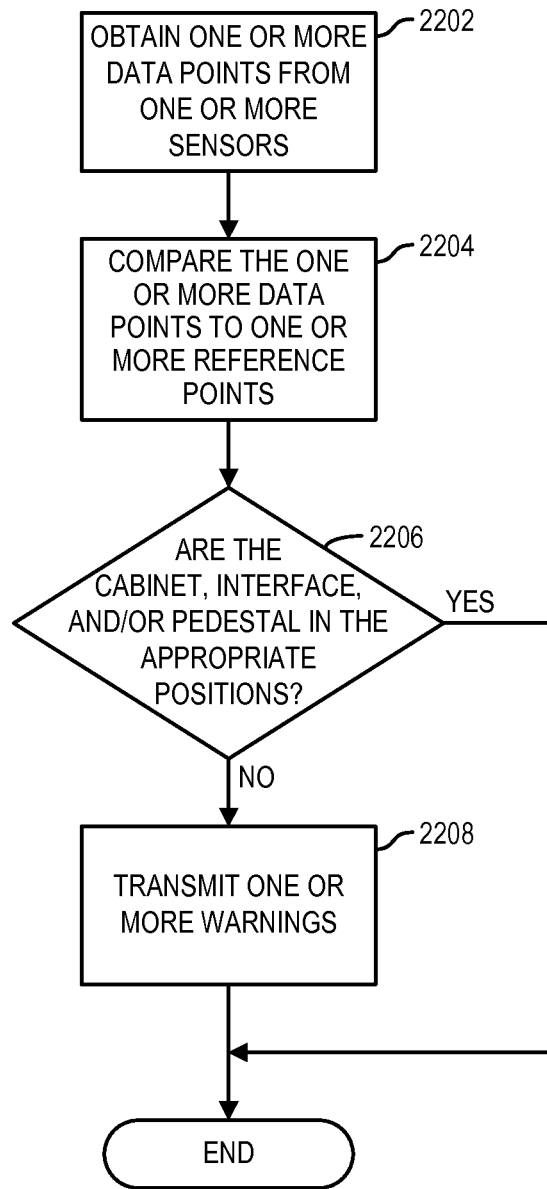 2202
OBTAIN ONE OR MORE
DATA POINTS FROM
ONE OR MORE
SENSORS
2204
COMPARE THE ONE
OR MORE DATA
POINTS TO ONE OR
MORE REFERENCE
POINTS
2206
ARE THE
CABINET, INTERFACE,
AND/OR PEDESTAL IN THE
APPROPRIATE
POSITIONS?
YES
NO
2208
TRANSMIT ONE OR
MORE WARNINGS
END